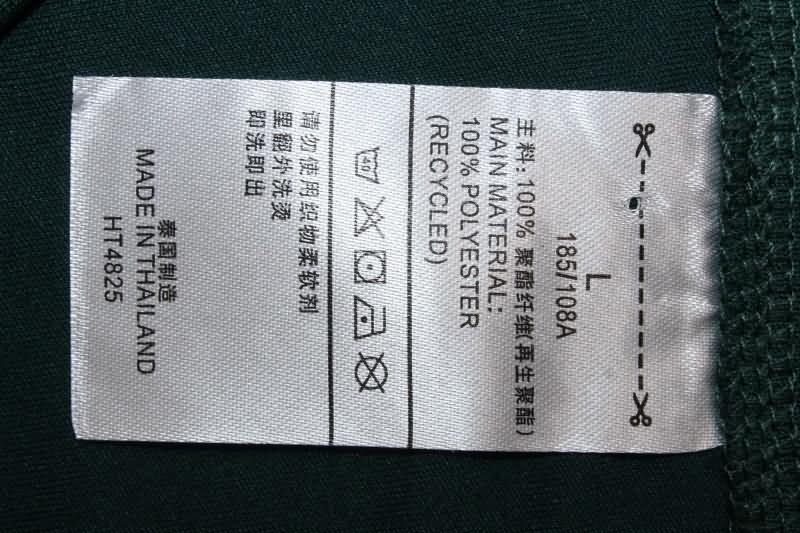 L
185/108A
主料：100% 聚酯纤维(再生聚酯)
MAIN MATERIAL:
100% POLYESTER
(RECYCLED)
40
请勿使用织物柔软剂
里翻外洗烫
即洗即出
泰国制造
MADE IN THAILAND
HT4825